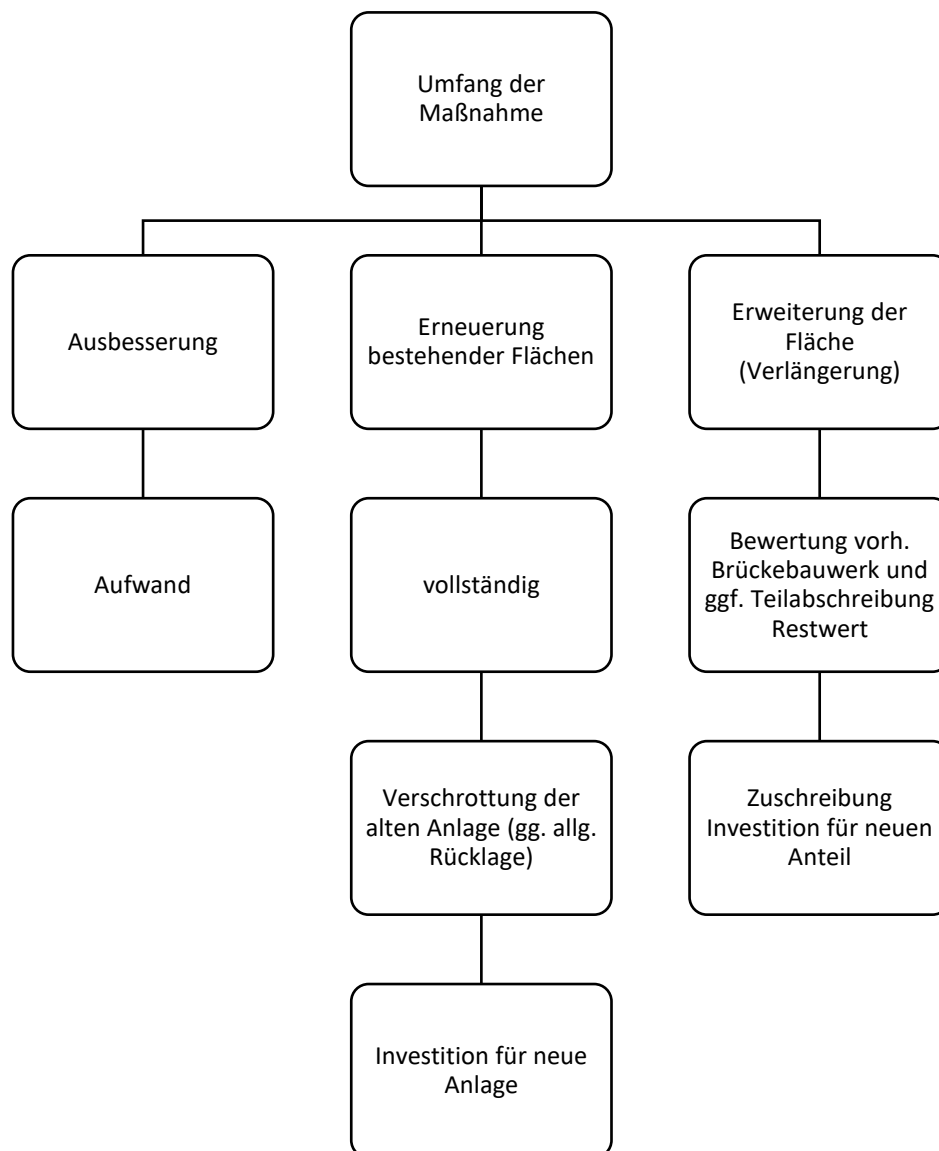 Umfang der
Maßnahme
Ausbesserung
Erneuerung
bestehender Flächen
Erweiterung der
Fläche
(Verlängerung)
Aufwand
vollständig
Bewertung vorh.
Brückebauwerk und
ggf. Teilabschreibung
Restwert
Verschrottung der
alten Anlage (gg. allg.
Rücklage)
Zuschreibung
Investition für neuen
Anteil
Investition für neue
Anlage